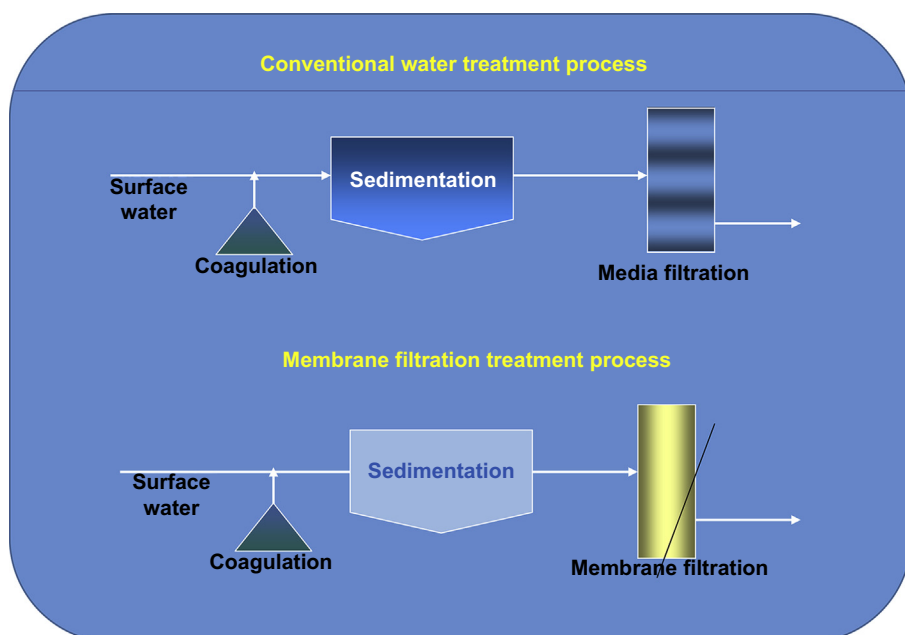 Conventional water treatment process
Sedimentation
Surface
water
Coagulation
Media filtration
Membrane filtration treatment process
Sedimentation
Surface
water
Coagulation
Membrane filtration